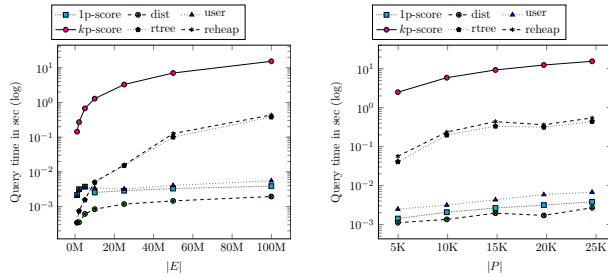 1p-score dist user
kp-score rtree reheap
Query time in sec (log)
10^1
10^0
10^-1
10^-2
10^-3
0M 20M 40M 60M 80M 100M
|E|
1p-score dist user
kp-score rtree reheap
Query time in sec (log)
10^1
10^0
10^-1
10^-2
10^-3
5K 10K 15K 20K 25K
|P|